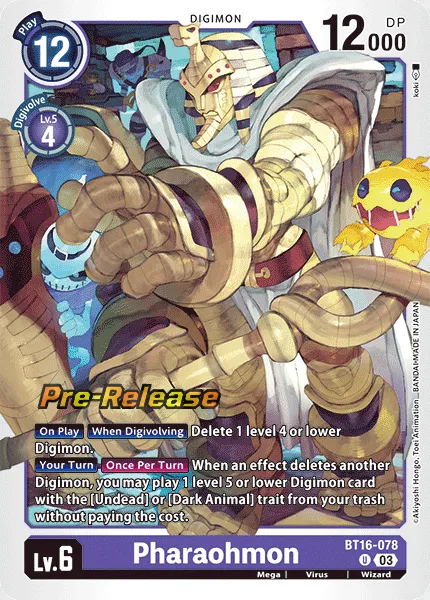 DIGIMON
Play
12
DP
12000
Digivolve
Lv.5
4
koki
©Akiyoshi Hongo, Toei Animation BANDAI·MADE IN JAPAN
Pre-Release
On Play When Digivolving Delete 1 level 4 or lower
Digimon.
Your Turn Once Per Turn When an effect deletes another
Digimon, you may play 1 level 5 or lower Digimon card
with the [Undead] or [Dark Animal] trait from your trash
without paying the cost.
Lv.6
Pharaohmon
BT16-078
U 03
Mega | Virus | Wizard